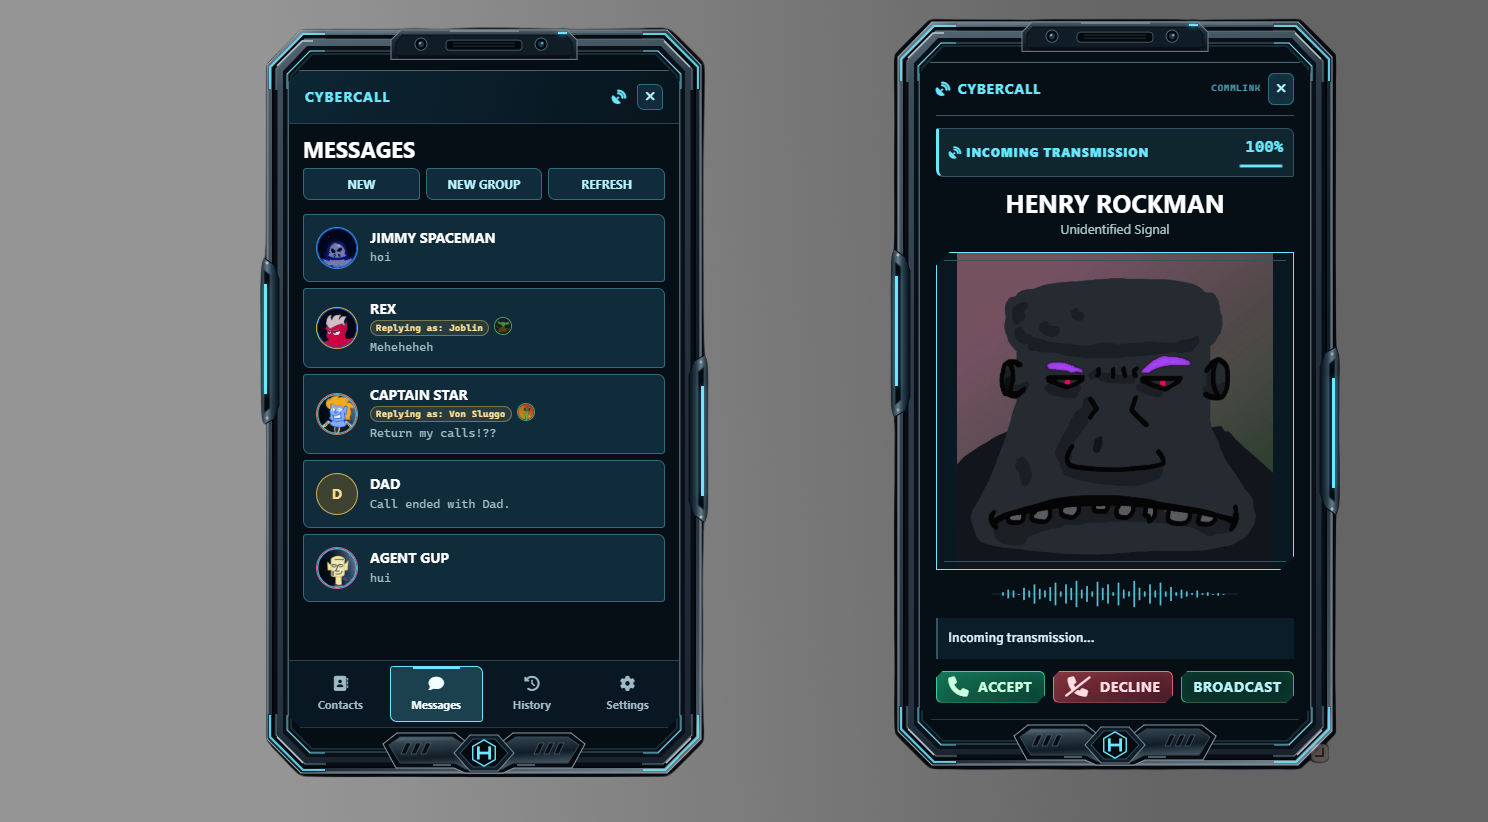 CYBERCALL
MESSAGES
NEW
NEW GROUP
REFRESH
JIMMY SPACEMAN
hoi
REX
Replying as: Joblin
Meheheheh
CAPTAIN STAR
Replying as: Von Sluggo
Return my calls!??
D
DAD
Call ended with Dad.
AGENT GUP
hui
Contacts
Messages
History
Settings
H
CYBERCALL
COMMLINK
INCOMING TRANSMISSION
100%
HENRY ROCKMAN
Unidentified Signal
Incoming transmission...
ACCEPT
DECLINE
BROADCAST
H